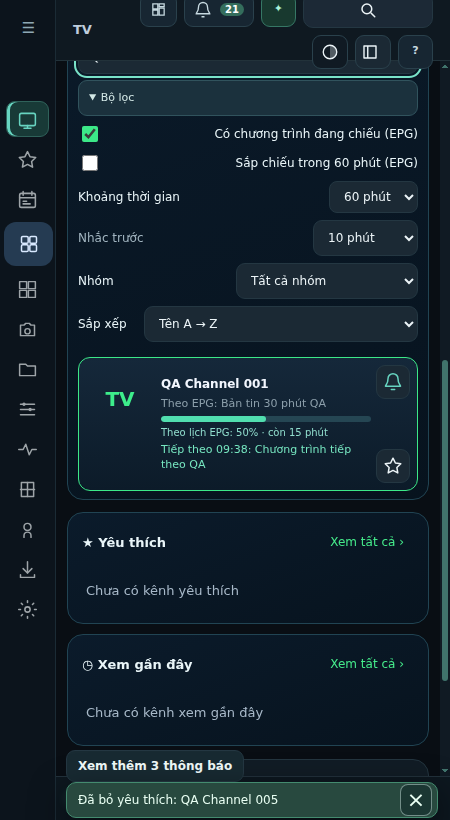 ☰
TV
21
✦
?
▼ Bộ lọc
Có chương trình đang chiếu (EPG)
Sắp chiếu trong 60 phút (EPG)
Khoảng thời gian
60 phút
Nhắc trước
10 phút
Nhóm
Tất cả nhóm
Sắp xếp
Tên A → Z
TV
QA Channel 001
Theo EPG: Bản tin 30 phút QA
Theo lịch EPG: 50% · còn 15 phút
Tiếp theo 09:38: Chương trình tiếp
theo QA
★ Yêu thích
Xem tất cả ›
Chưa có kênh yêu thích
◷ Xem gần đây
Xem tất cả ›
Chưa có kênh xem gần đây
Xem thêm 3 thông báo
Đã bỏ yêu thích: QA Channel 005